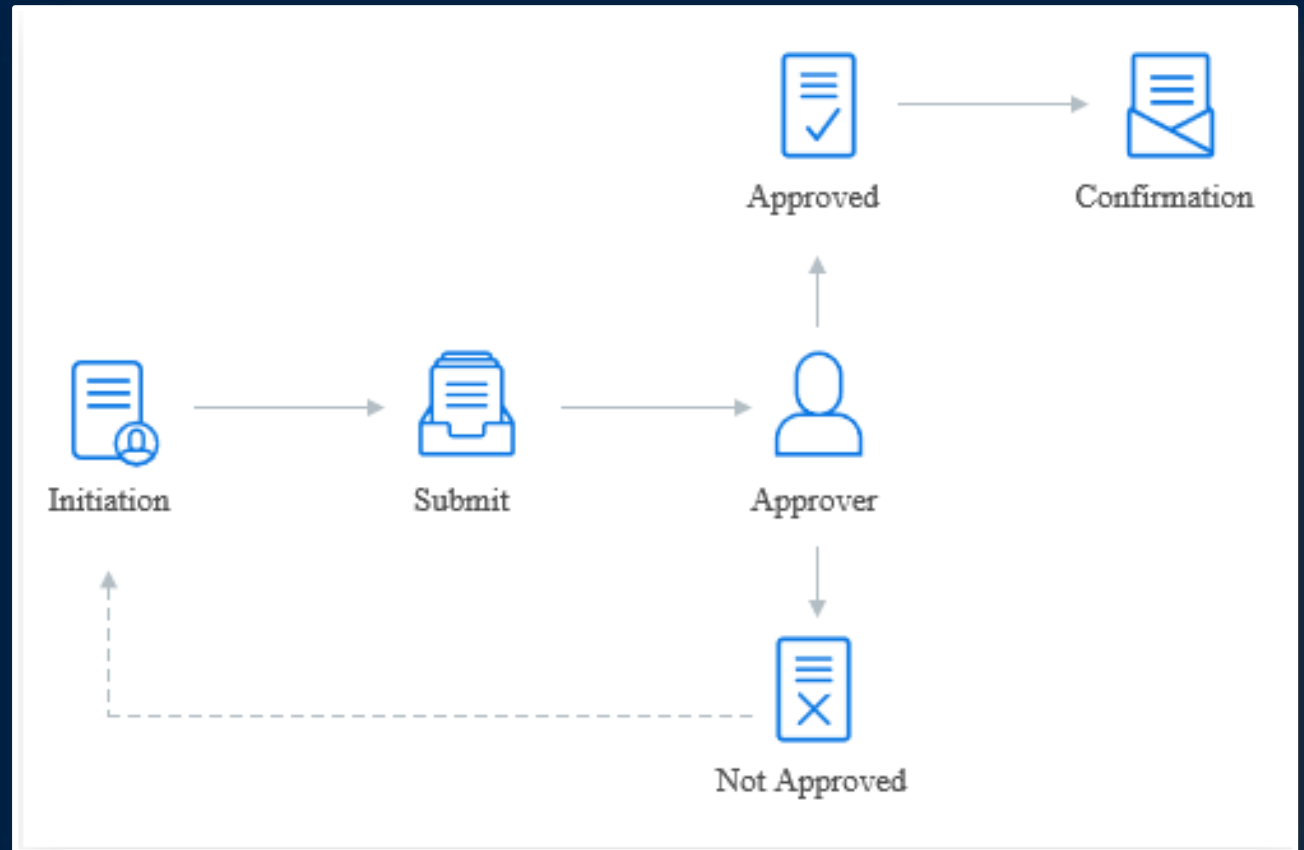 Approved
Confirmation
Initiation
Submit
Approver
Not Approved